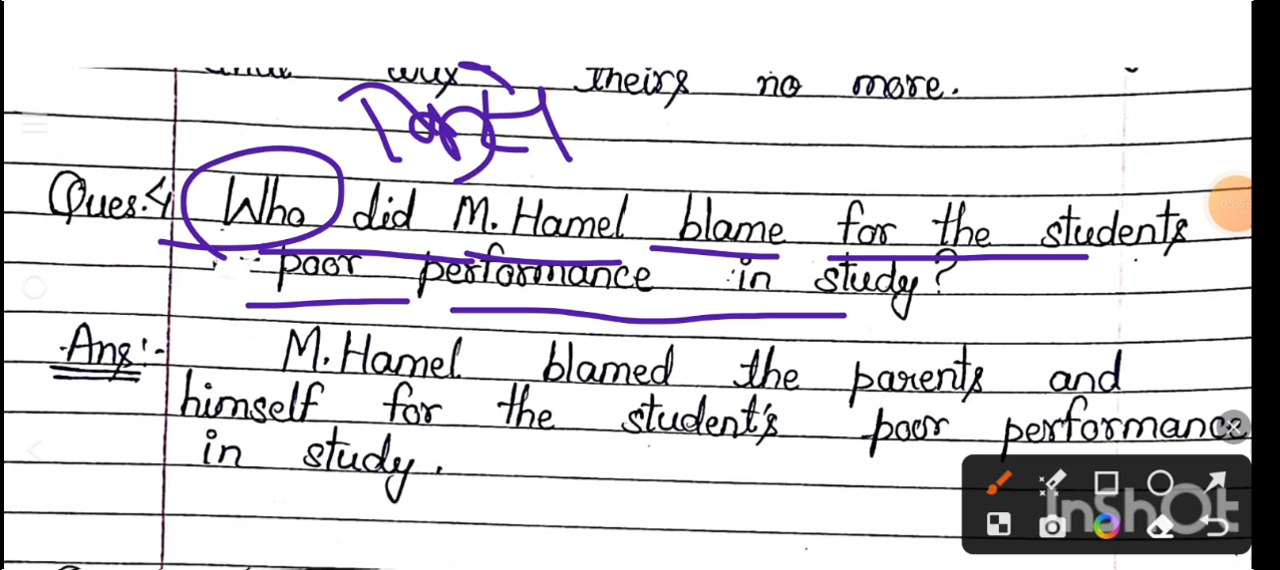 theirs no more.
Ques.4 Who did M. Hamel blame for the students
poor performance in study?
Ans:- M. Hamel blamed the parents and
himself for the student's poor performance
in study.
InShOt